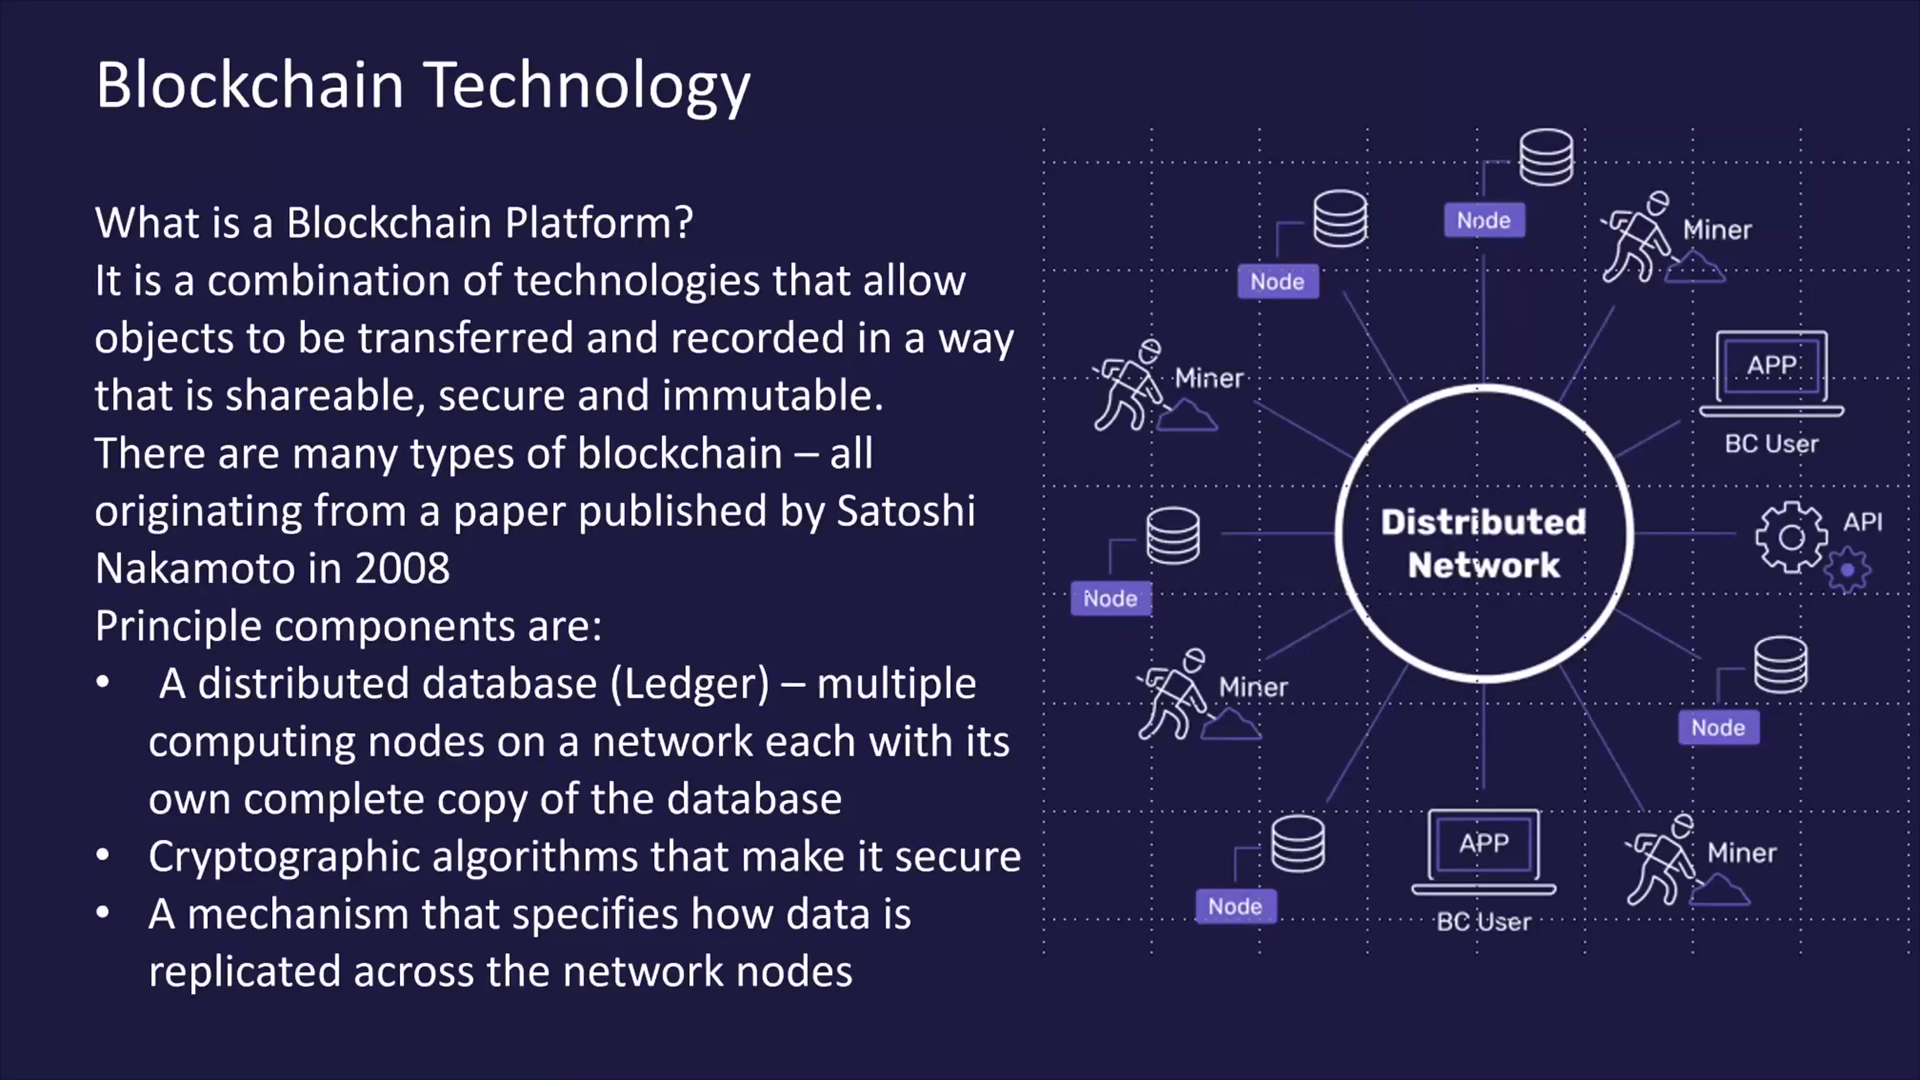 Blockchain Technology
What is a Blockchain Platform?
It is a combination of technologies that allow
objects to be transferred and recorded in a way
that is shareable, secure and immutable.
There are many types of blockchain – all
originating from a paper published by Satoshi
Nakamoto in 2008
Principle components are:
• A distributed database (Ledger) – multiple
computing nodes on a network each with its
own complete copy of the database
• Cryptographic algorithms that make it secure
• A mechanism that specifies how data is
replicated across the network nodes
Node
Miner
Node
Miner
APP
BC User
API
Distributed
Network
Node
Miner
Node
Node
APP
BC User
Miner